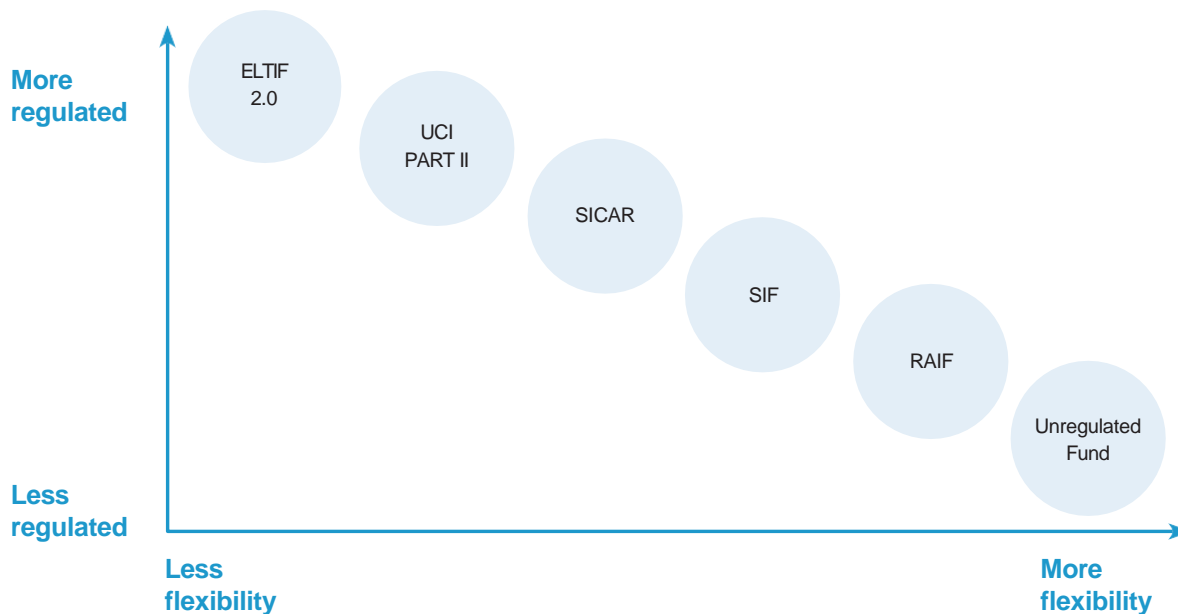 More
regulated
ELTIF
2.0
UCI
PART II
SICAR
SIF
RAIF
Unregulated
Fund
Less
regulated
Less
flexibility
More
flexibility